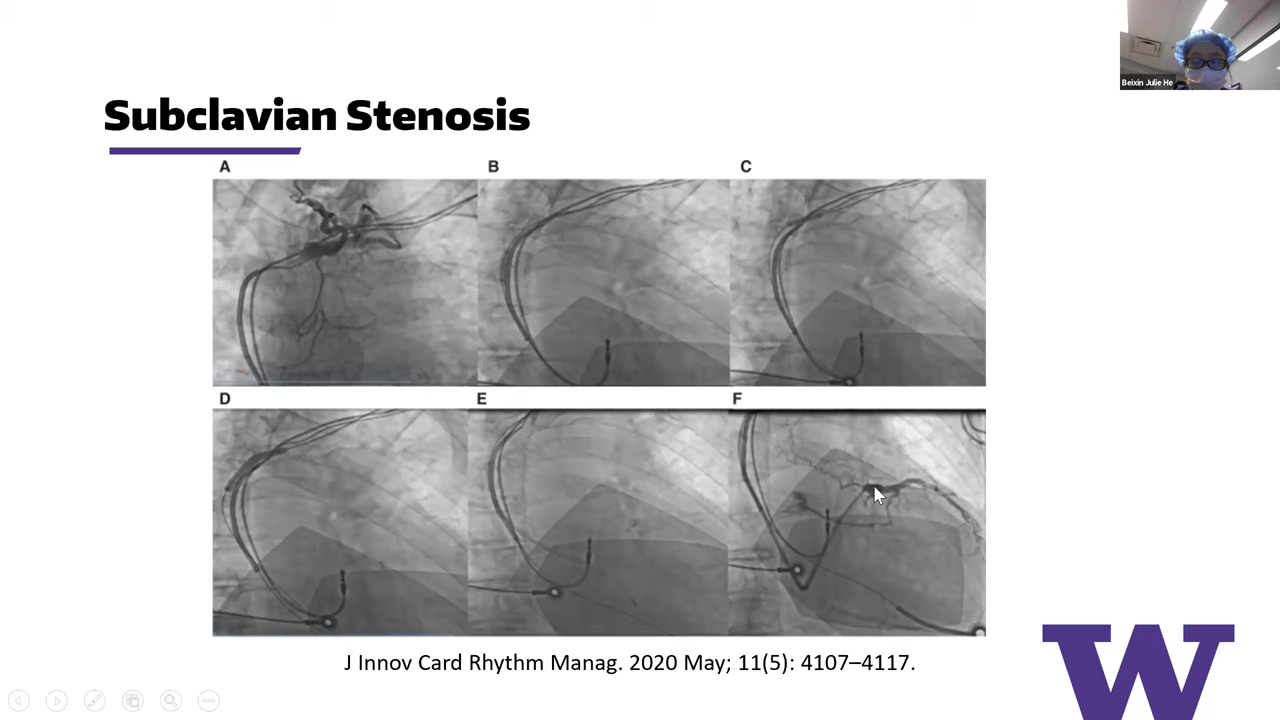 Beixin Julie He
Subclavian Stenosis
A
B
C
D
E
F
J Innov Card Rhythm Manag. 2020 May; 11(5): 4107–4117.
W